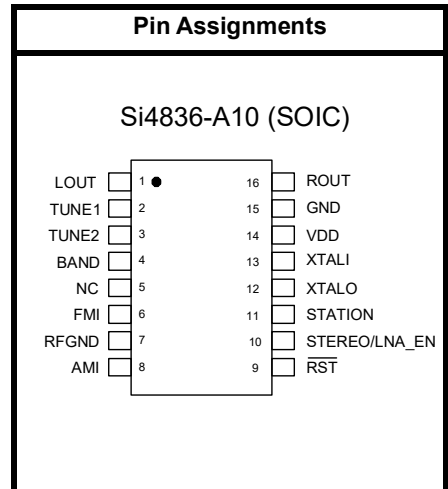 Pin Assignments
Si4836-A10 (SOIC)
LOUT 1 16 ROUT
TUNE1 2 15 GND
TUNE2 3 14 VDD
BAND 4 13 XTALI
NC 5 12 XTALO
FMI 6 11 STATION
RFGND 7 10 STEREO/LNA_EN
AMI 8 9 RST